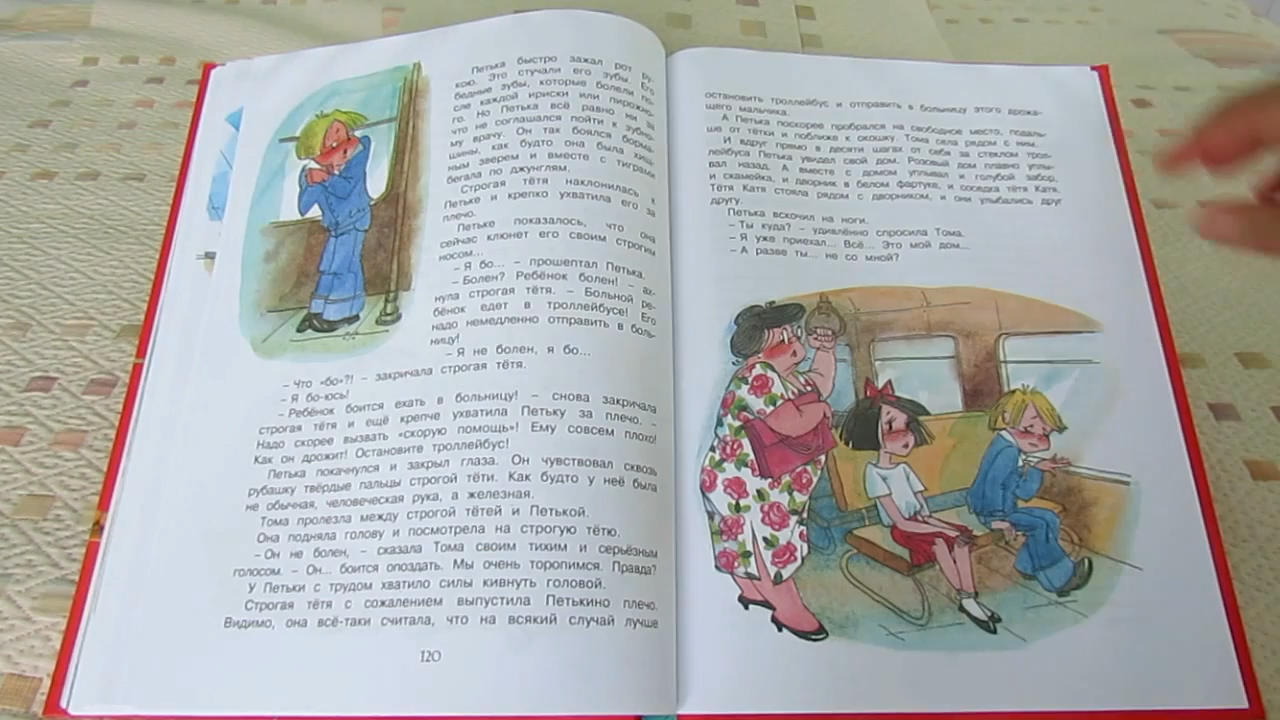 Петька быстро зажал рот ру-
кою. Это стучали его зубы. Его
бедные зубы, которые болели по-
сле каждой ириски или пирожно-
го. Но Петька всё равно ни за
что не соглашался пойти к зубно-
му врачу. Он так боялся борма-
шины, как будто она была хищ-
ным зверем и вместе с тиграми
бегала по джунглям.
Строгая тётя наклонилась к
Петьке и крепко ухватила его за
плечо.
Петьке показалось, что она
сейчас клюнет его своим строгим
носом...
– Я бо... – прошептал Петька.
– Болен? Ребёнок болен! – ах-
нула строгая тётя. – Больной ре-
бёнок едет в троллейбусе! Его
надо немедленно отправить в боль-
ницу!
– Я не болен, я бо...
– Что «бо»?! – закричала строгая тётя.
– Я бо-юсь!
– Ребёнок боится ехать в больницу! – снова закричала
строгая тётя и ещё крепче ухватила Петьку за плечо. –
Надо скорее вызвать «скорую помощь»! Ему совсем плохо!
Как он дрожит! Остановите троллейбус!
Петька покачнулся и закрыл глаза. Он чувствовал сквозь
рубашку твёрдые пальцы строгой тёти. Как будто у неё была
не обычная, человеческая рука, а железная.
Тома пролезла между строгой тётей и Петькой.
Она подняла голову и посмотрела на строгую тётю.
– Он не болен, – сказала Тома своим тихим и серьёзным
голосом. – Он... боится опоздать. Мы очень торопимся. Правда?
У Петьки с трудом хватило силы кивнуть головой.
Строгая тётя с сожалением выпустила Петькино плечо.
Видимо, она всё-таки считала, что на всякий случай лучше
120
остановить троллейбус и отправить в больницу этого дрожа-
щего мальчика.
А Петька поскорее пробрался на свободное место, подаль-
ше от тётки и поближе к окошку. Тома села рядом с ним.
И вдруг прямо в десяти шагах от себя за стеклом трол-
лейбуса Петька увидел свой дом. Розовый дом плавно уплы-
вал назад. А вместе с домом уплывал и голубой забор,
и скамейка, и дворник в белом фартуке, и соседка тётя Катя.
Тётя Катя стояла рядом с дворником, и они улыбались друг
другу.
Петька вскочил на ноги.
– Ты куда? – удивлённо спросила Тома.
– Я уже приехал... Всё... Это мой дом...
– А разве ты... не со мной?